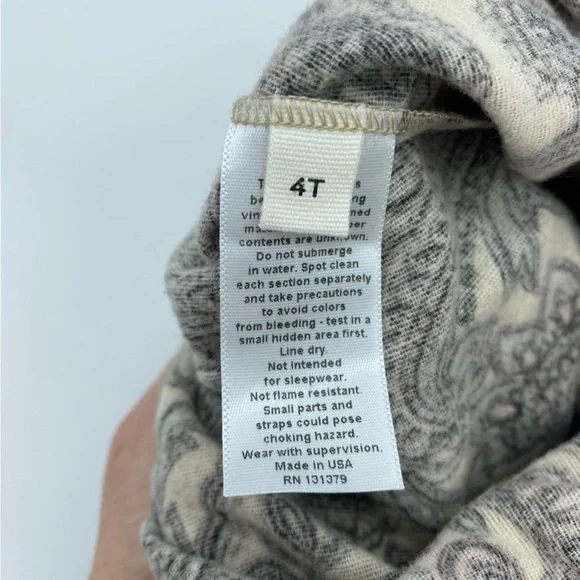 4T
contents are unknown.
Do not submerge
in water. Spot clean
each section separately
and take precautions
to avoid colors
from bleeding - test in a
small hidden area first.
Line dry.
Not intended
for sleepwear.
Not flame resistant.
Small parts and
straps could pose
choking hazard.
Wear with supervision.
Made in USA
RN 131379